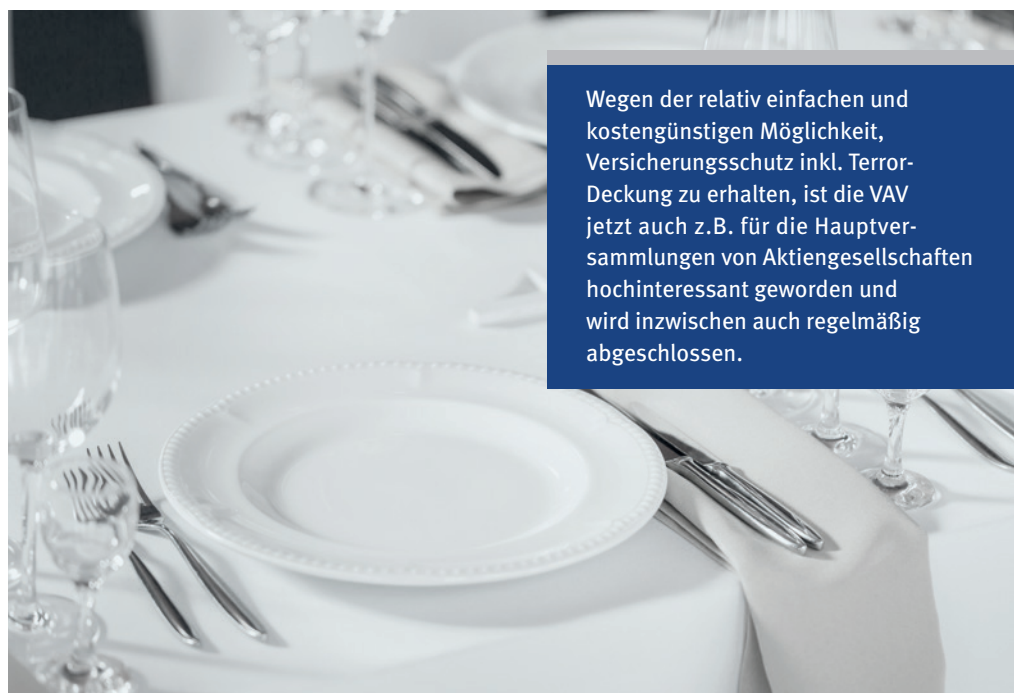 Wegen der relativ einfachen und
kostengünstigen Möglichkeit,
Versicherungsschutz inkl. Terror-
Deckung zu erhalten, ist die VAV
jetzt auch z.B. für die Hauptver-
sammlungen von Aktiengesellschaften
hochinteressant geworden und
wird inzwischen auch regelmäßig
abgeschlossen.